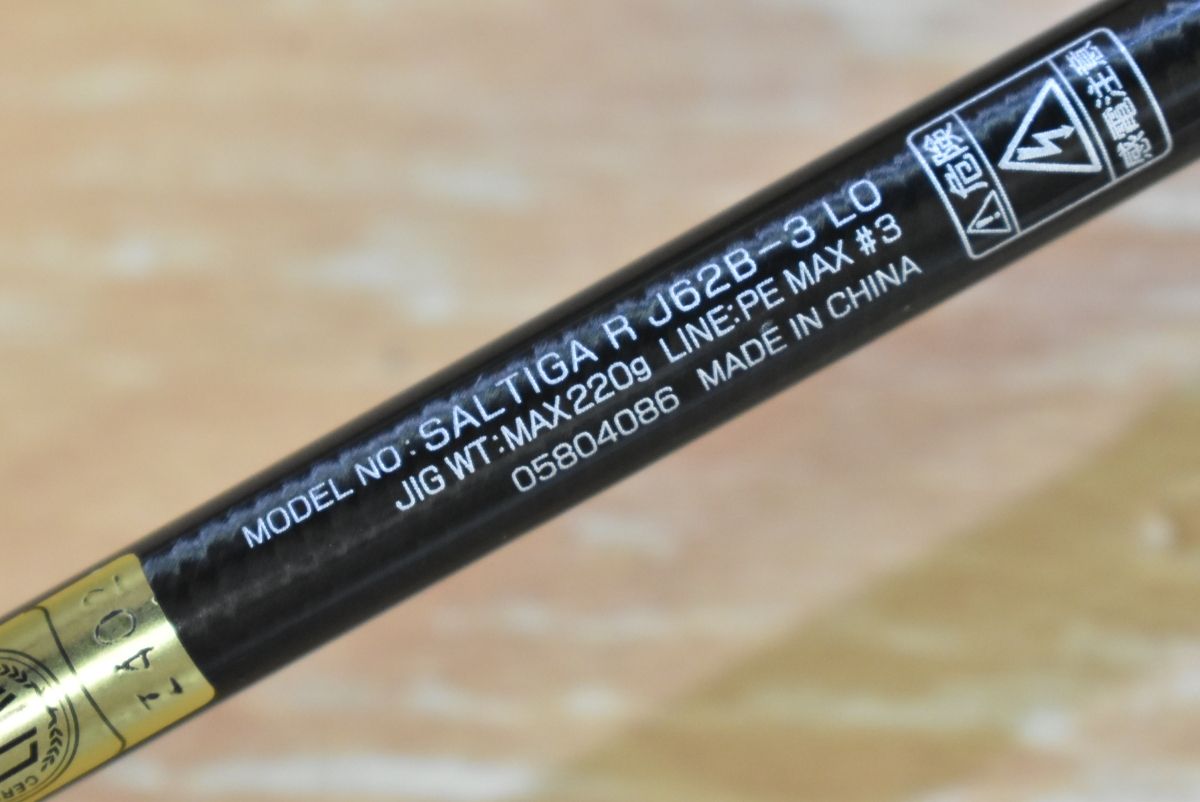 MODEL NO: SALTIGA R J62B-3 LO
JIG WT:MAX220g LINE:PE MAX #3
05804086 MADE IN CHINA
危険
感電注意